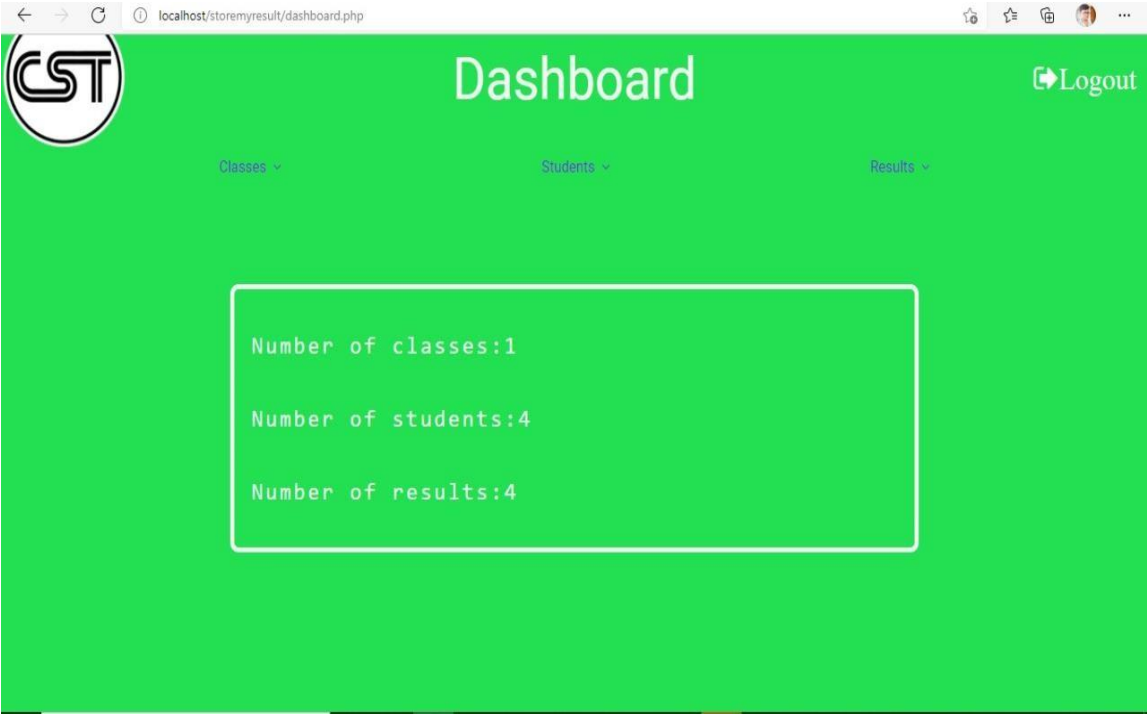 localhost/storemyresult/dashboard.php
CST
Dashboard
Logout
Classes
Students
Results
Number of classes:1
Number of students:4
Number of results:4